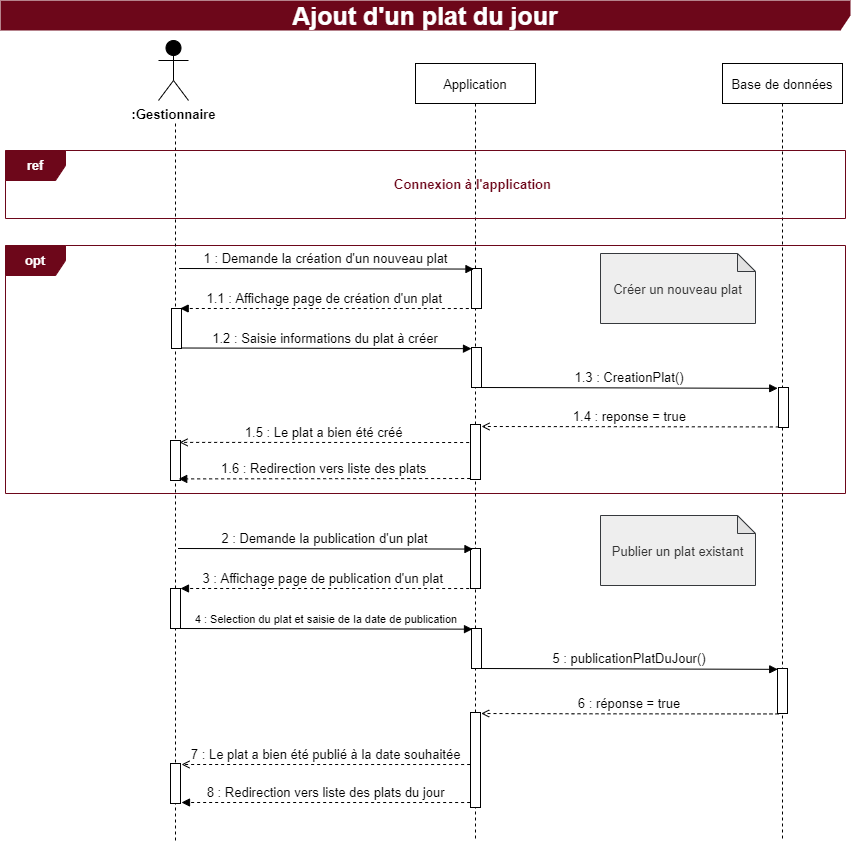 Ajout d'un plat du jour
:Gestionnaire
Application
Base de données
ref
Connexion à l'application
opt
1 : Demande la création d'un nouveau plat
Créer un nouveau plat
1.1 : Affichage page de création d'un plat
1.2 : Saisie informations du plat à créer
1.3 : CreationPlat()
1.4 : reponse = true
1.5 : Le plat a bien été créé
1.6 : Redirection vers liste des plats
2 : Demande la publication d'un plat
Publier un plat existant
3 : Affichage page de publication d'un plat
4 : Selection du plat et saisie de la date de publication
5 : publicationPlatDuJour()
6 : réponse = true
7 : Le plat a bien été publié à la date souhaitée
8 : Redirection vers liste des plats du jour